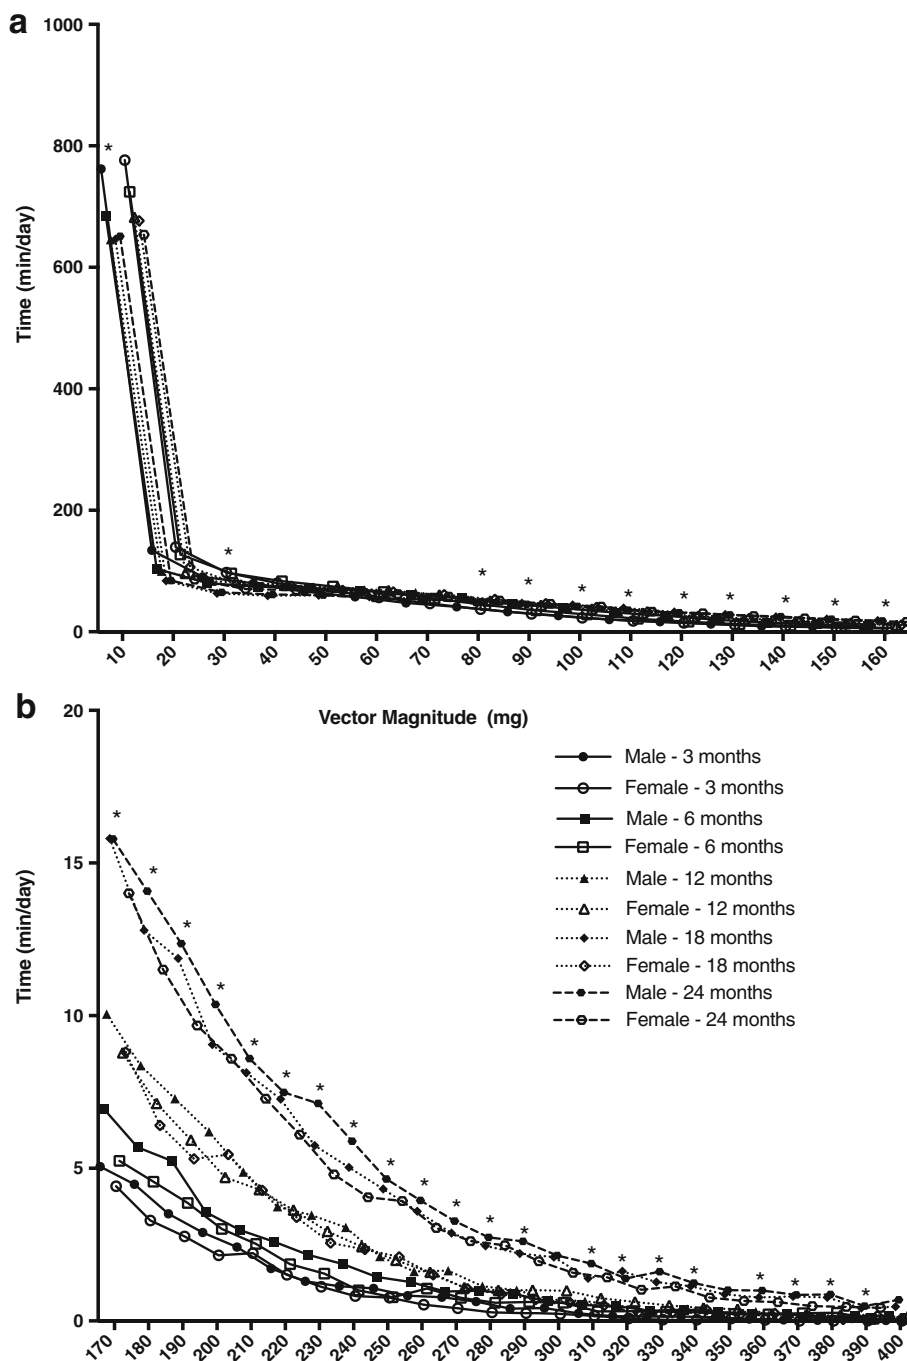 a
1000
800
600
400
200
0
Time (min/day)
* * * * * * * * * * *
10 20 30 40 50 60 70 80 90 100 110 120 130 140 150 160
Vector Magnitude (mg)
b
20
15
10
5
0
Time (min/day)
Male - 3 months
Female - 3 months
Male - 6 months
Female - 6 months
Male - 12 months
Female - 12 months
Male - 18 months
Female - 18 months
Male - 24 months
Female - 24 months
* * * * * * * * * * * * * * * * * * * * *
170 180 190 200 210 220 230 240 250 260 270 280 290 300 310 320 330 340 350 360 370 380 390 400